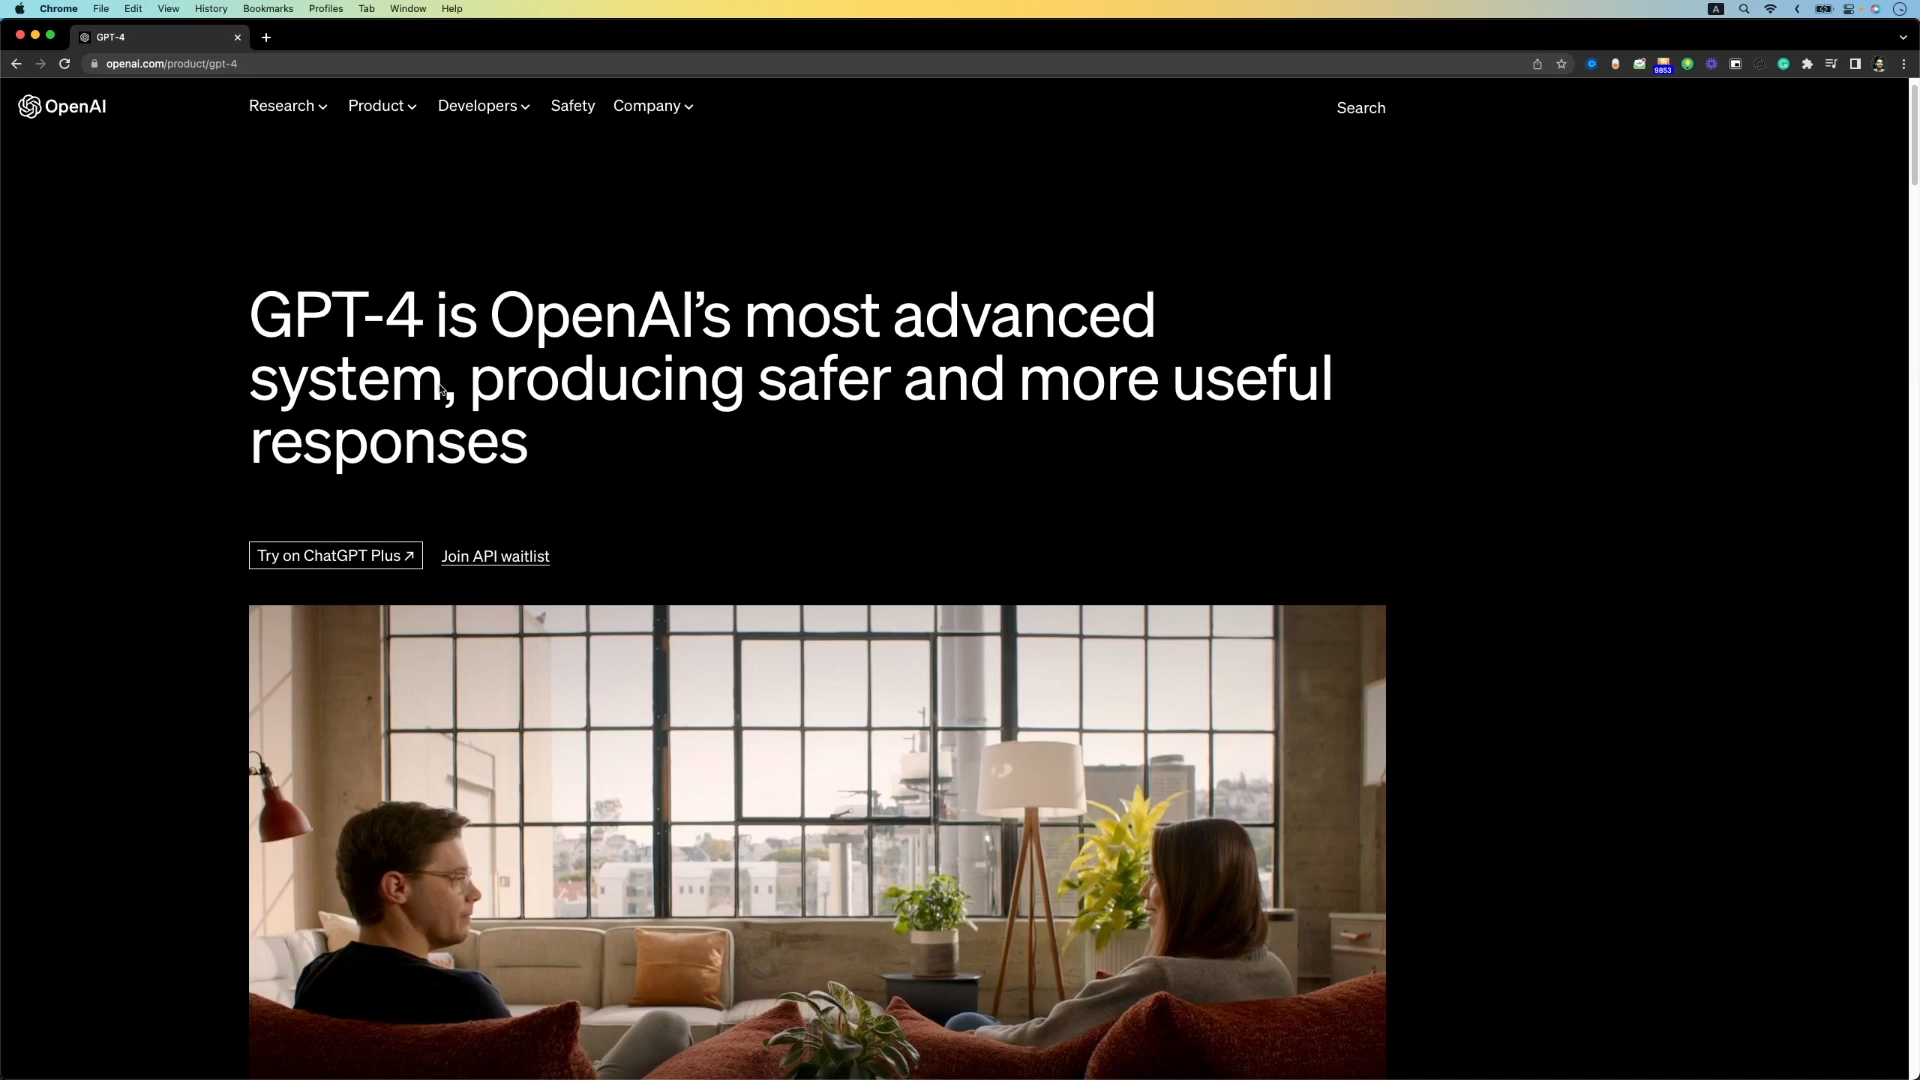 Chrome File Edit View History Bookmarks Profiles Tab Window Help
A
GPT-4
openai.com/product/gpt-4
9853
OpenAI Research Product Developers Safety Company Search
GPT-4 is OpenAI’s most advanced
system, producing safer and more useful
responses
Try on ChatGPT Plus ↗ Join API waitlist